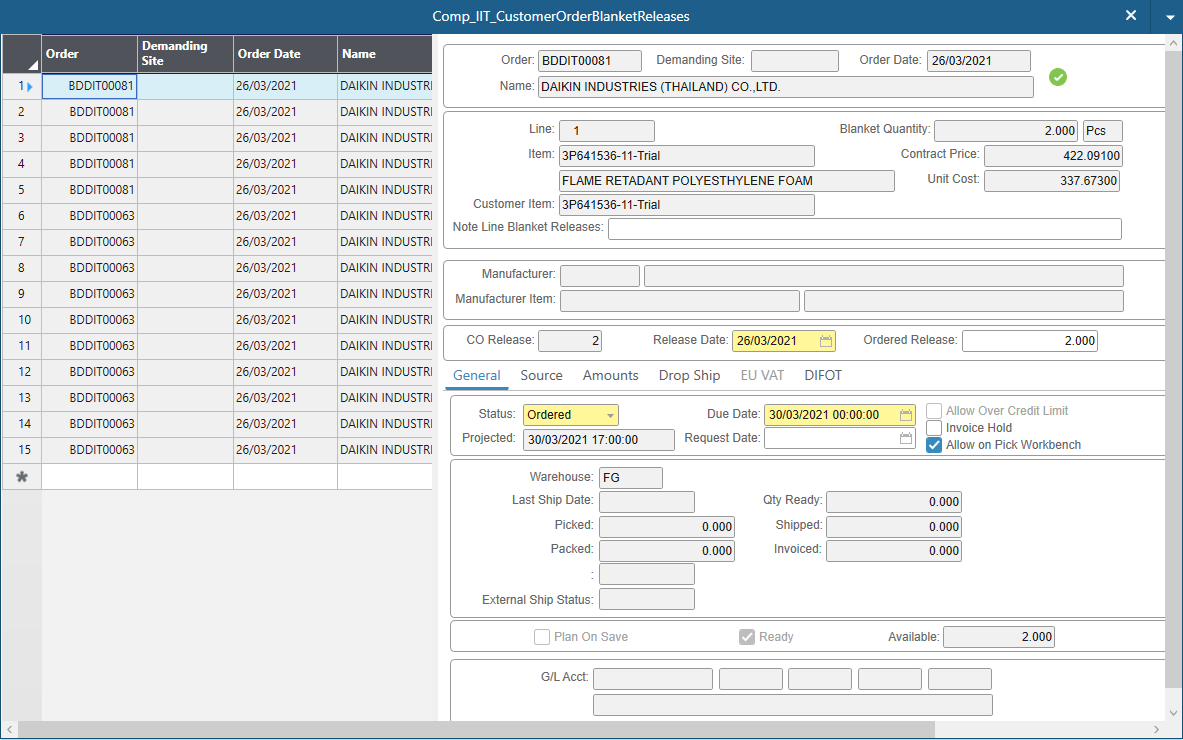 Comp_IIT_CustomerOrderBlanketReleases
Order Demanding Site Order Date Name
1 BDDIT00081 26/03/2021 DAIKIN INDUSTRI
2 BDDIT00081 26/03/2021 DAIKIN INDUSTRI
3 BDDIT00081 26/03/2021 DAIKIN INDUSTRI
4 BDDIT00081 26/03/2021 DAIKIN INDUSTRI
5 BDDIT00081 26/03/2021 DAIKIN INDUSTRI
6 BDDIT00063 26/03/2021 DAIKIN INDUSTRI
7 BDDIT00063 26/03/2021 DAIKIN INDUSTRI
8 BDDIT00063 26/03/2021 DAIKIN INDUSTRI
9 BDDIT00063 26/03/2021 DAIKIN INDUSTRI
10 BDDIT00063 26/03/2021 DAIKIN INDUSTRI
11 BDDIT00063 26/03/2021 DAIKIN INDUSTRI
12 BDDIT00063 26/03/2021 DAIKIN INDUSTRI
13 BDDIT00063 26/03/2021 DAIKIN INDUSTRI
14 BDDIT00063 26/03/2021 DAIKIN INDUSTRI
15 BDDIT00063 26/03/2021 DAIKIN INDUSTRI
Order: BDDIT00081 Demanding Site: Order Date: 26/03/2021
Name: DAIKIN INDUSTRIES (THAILAND) CO.,LTD.
Line: 1 Blanket Quantity: 2.000 Pcs
Item: 3P641536-11-Trial Contract Price: 422.09100
FLAME RETADANT POLYESTHYLENE FOAM Unit Cost: 337.67300
Customer Item: 3P641536-11-Trial
Note Line Blanket Releases:
Manufacturer:
Manufacturer Item:
CO Release: 2 Release Date: 26/03/2021 Ordered Release: 2.000
General Source Amounts Drop Ship EU VAT DIFOT
Status: Ordered Due Date: 30/03/2021 00:00:00 Allow Over Credit Limit
Invoice Hold
Projected: 30/03/2021 17:00:00 Request Date: Allow on Pick Workbench
Warehouse: FG
Last Ship Date: Qty Ready: 0.000
Picked: 0.000 Shipped: 0.000
Packed: 0.000 Invoiced: 0.000
:
External Ship Status:
Plan On Save Ready Available: 2.000
G/L Acct: